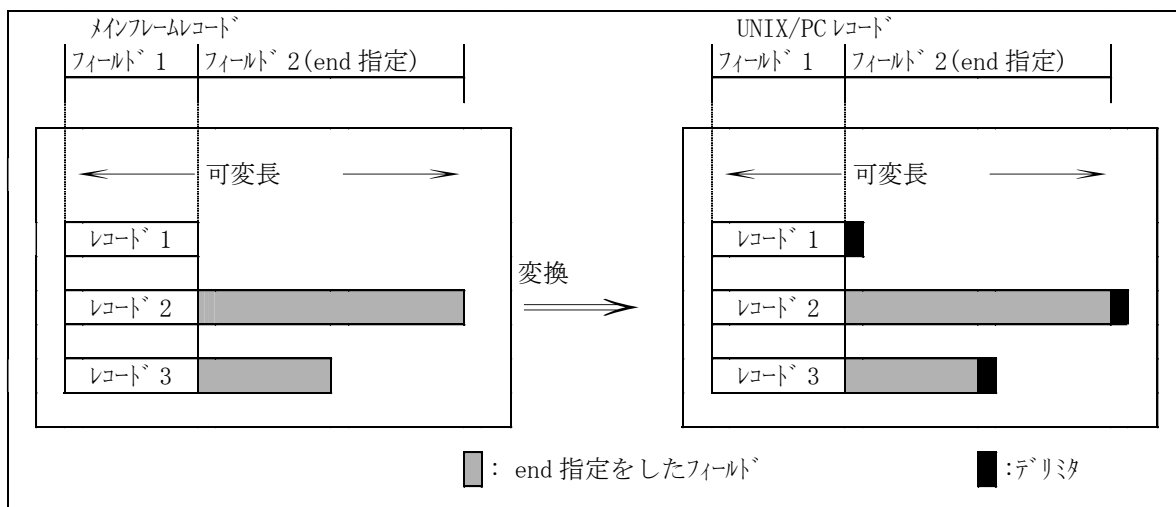 ﾒｲﾝﾌﾚｰﾑﾚｺｰﾄﾞ
ﾌｨｰﾙﾄﾞ 1 ﾌｨｰﾙﾄﾞ 2(end 指定)
可変長
ﾚｺｰﾄﾞ 1
ﾚｺｰﾄﾞ 2
ﾚｺｰﾄﾞ 3
変換
UNIX/PC ﾚｺｰﾄﾞ
ﾌｨｰﾙﾄﾞ 1 ﾌｨｰﾙﾄﾞ 2(end 指定)
可変長
ﾚｺｰﾄﾞ 1
ﾚｺｰﾄﾞ 2
ﾚｺｰﾄﾞ 3
: end 指定をしたﾌｨｰﾙﾄﾞ
:ﾃﾞﾘﾐﾀ